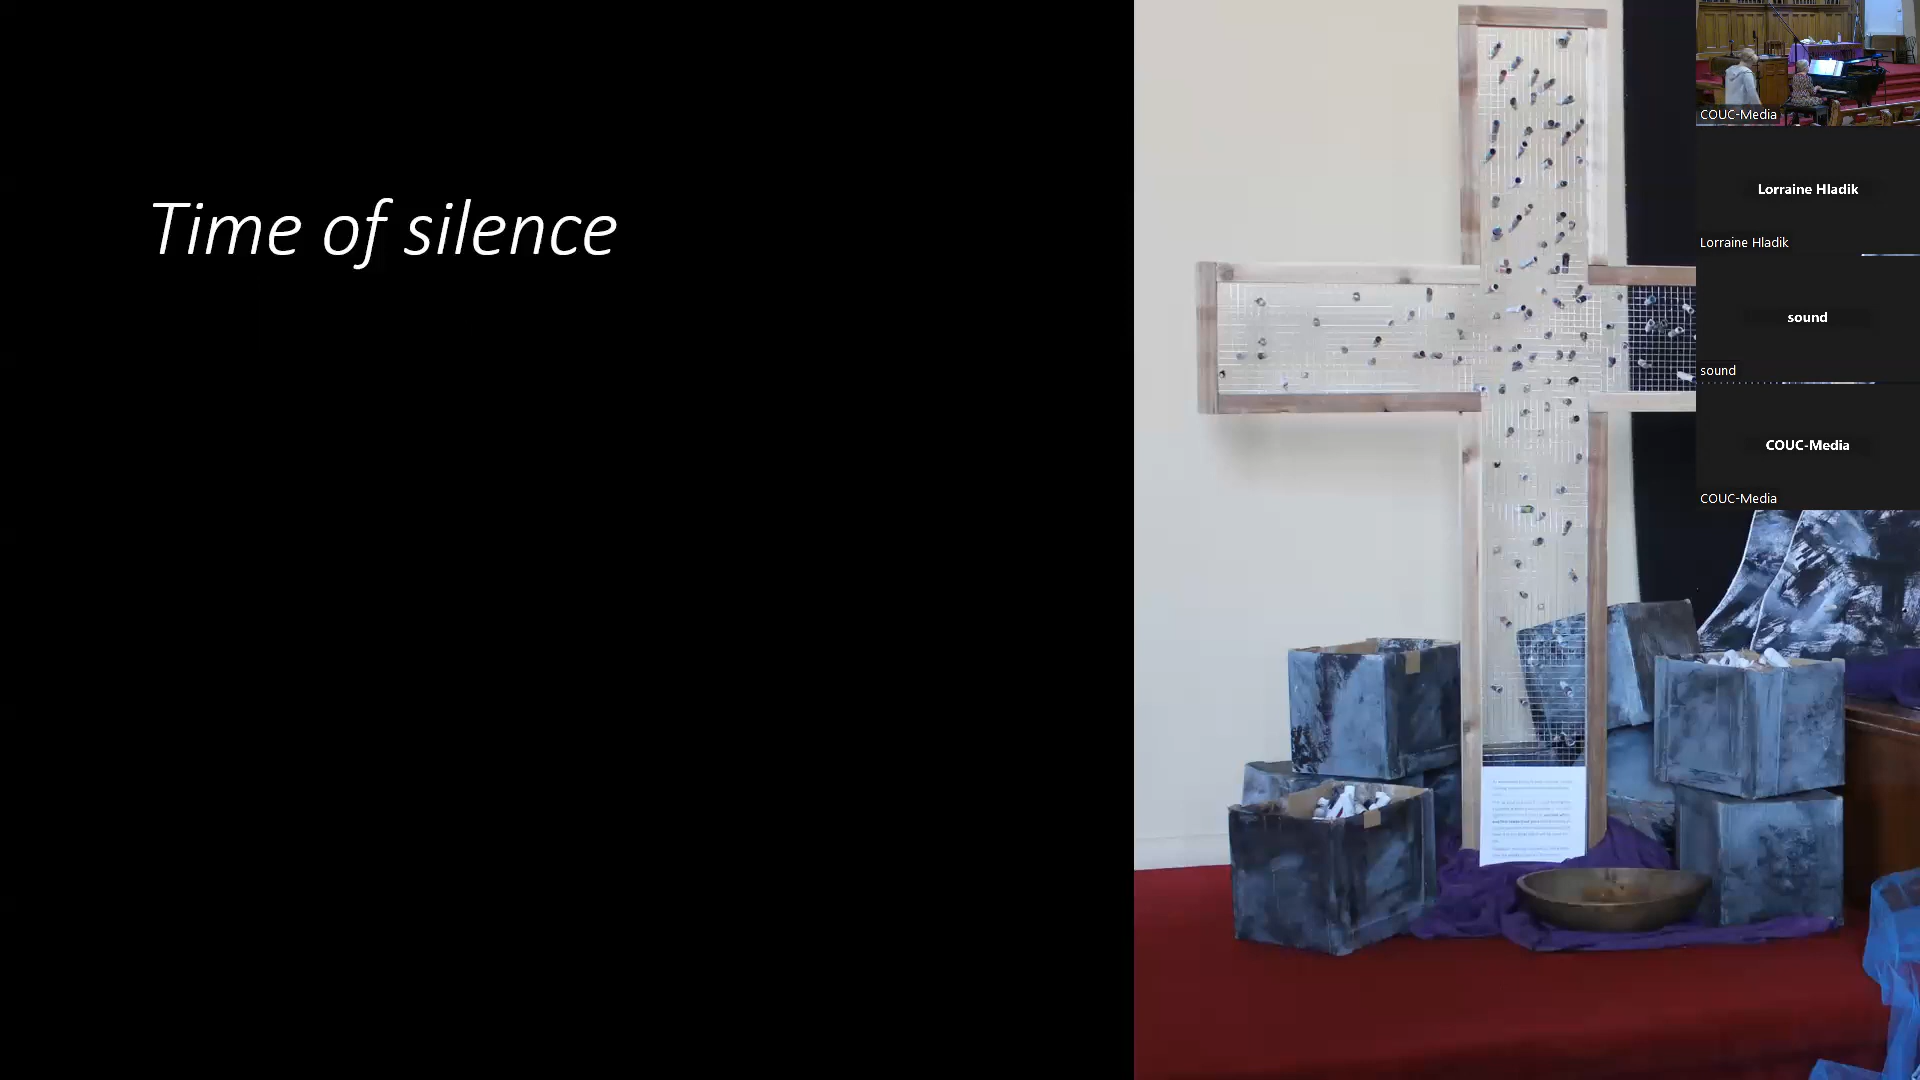 Time of silence
COUC-Media
Lorraine Hladik
Lorraine Hladik
sound
sound
COUC-Media
COUC-Media